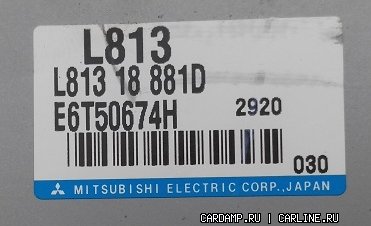 L813
L813 18 881D
E6T50674H 2920
030
MITSUBISHI ELECTRIC CORP., JAPAN
CARDAMP.RU | CARLINE.RU